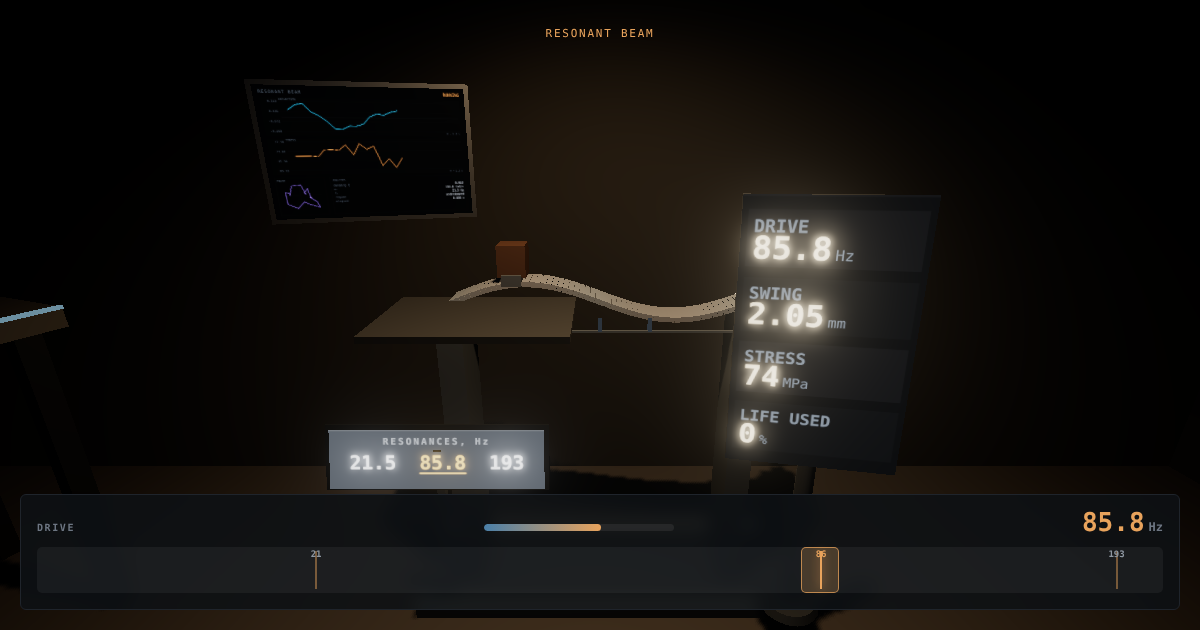 RESONANT BEAM
RESONANT BEAM
DRIVE
85.8 Hz
SWING
2.05 mm
STRESS
74 MPa
LIFE USED
0 %
RESONANCES, Hz
21.5 85.8 193
DRIVE
85.8 Hz
21 86 193